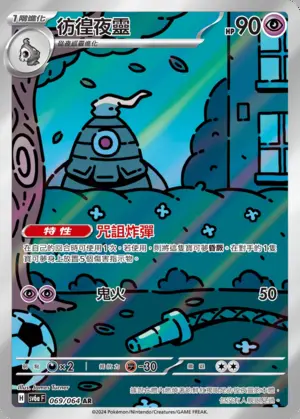 1階進化
彷徨夜靈
HP 90
從夜巡靈進化
特性 咒詛炸彈
在自己的回合時可使用1次。若使用,則將這隻寶可夢【昏厥】,在對手的1隻
寶可夢身上放置5個傷害指示物。
鬼火 50
×2
-30
Illus. James Turner
H sv6a F 069/064 AR
©2024 Pokémon/Nintendo/Creatures/GAME FREAK.